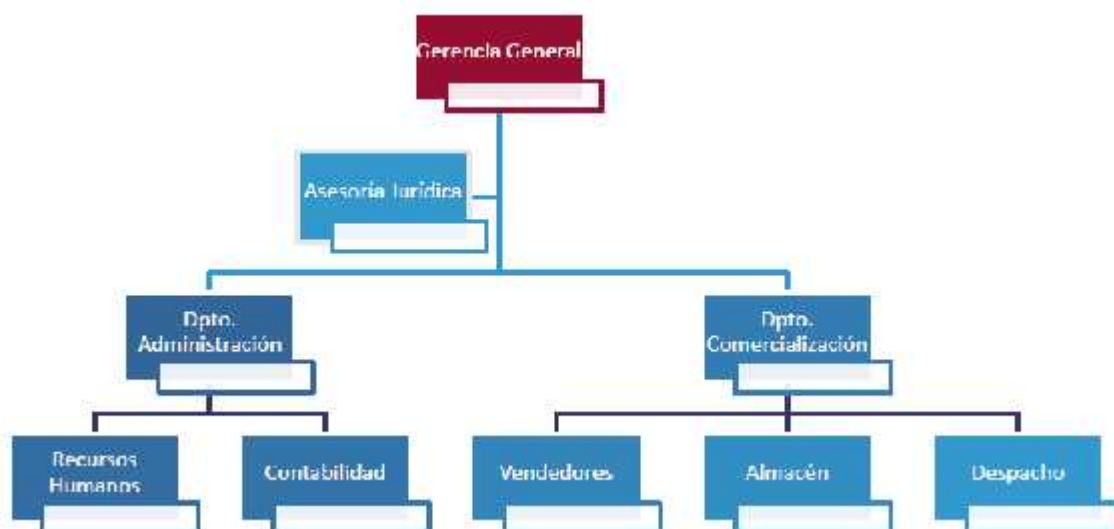 Gerencia General
Asesoría Jurídica
Dpto.
Administración
Dpto.
Comercialización
Recursos
Humanos
Contabilidad
Vendedores
Almacén
Despacho